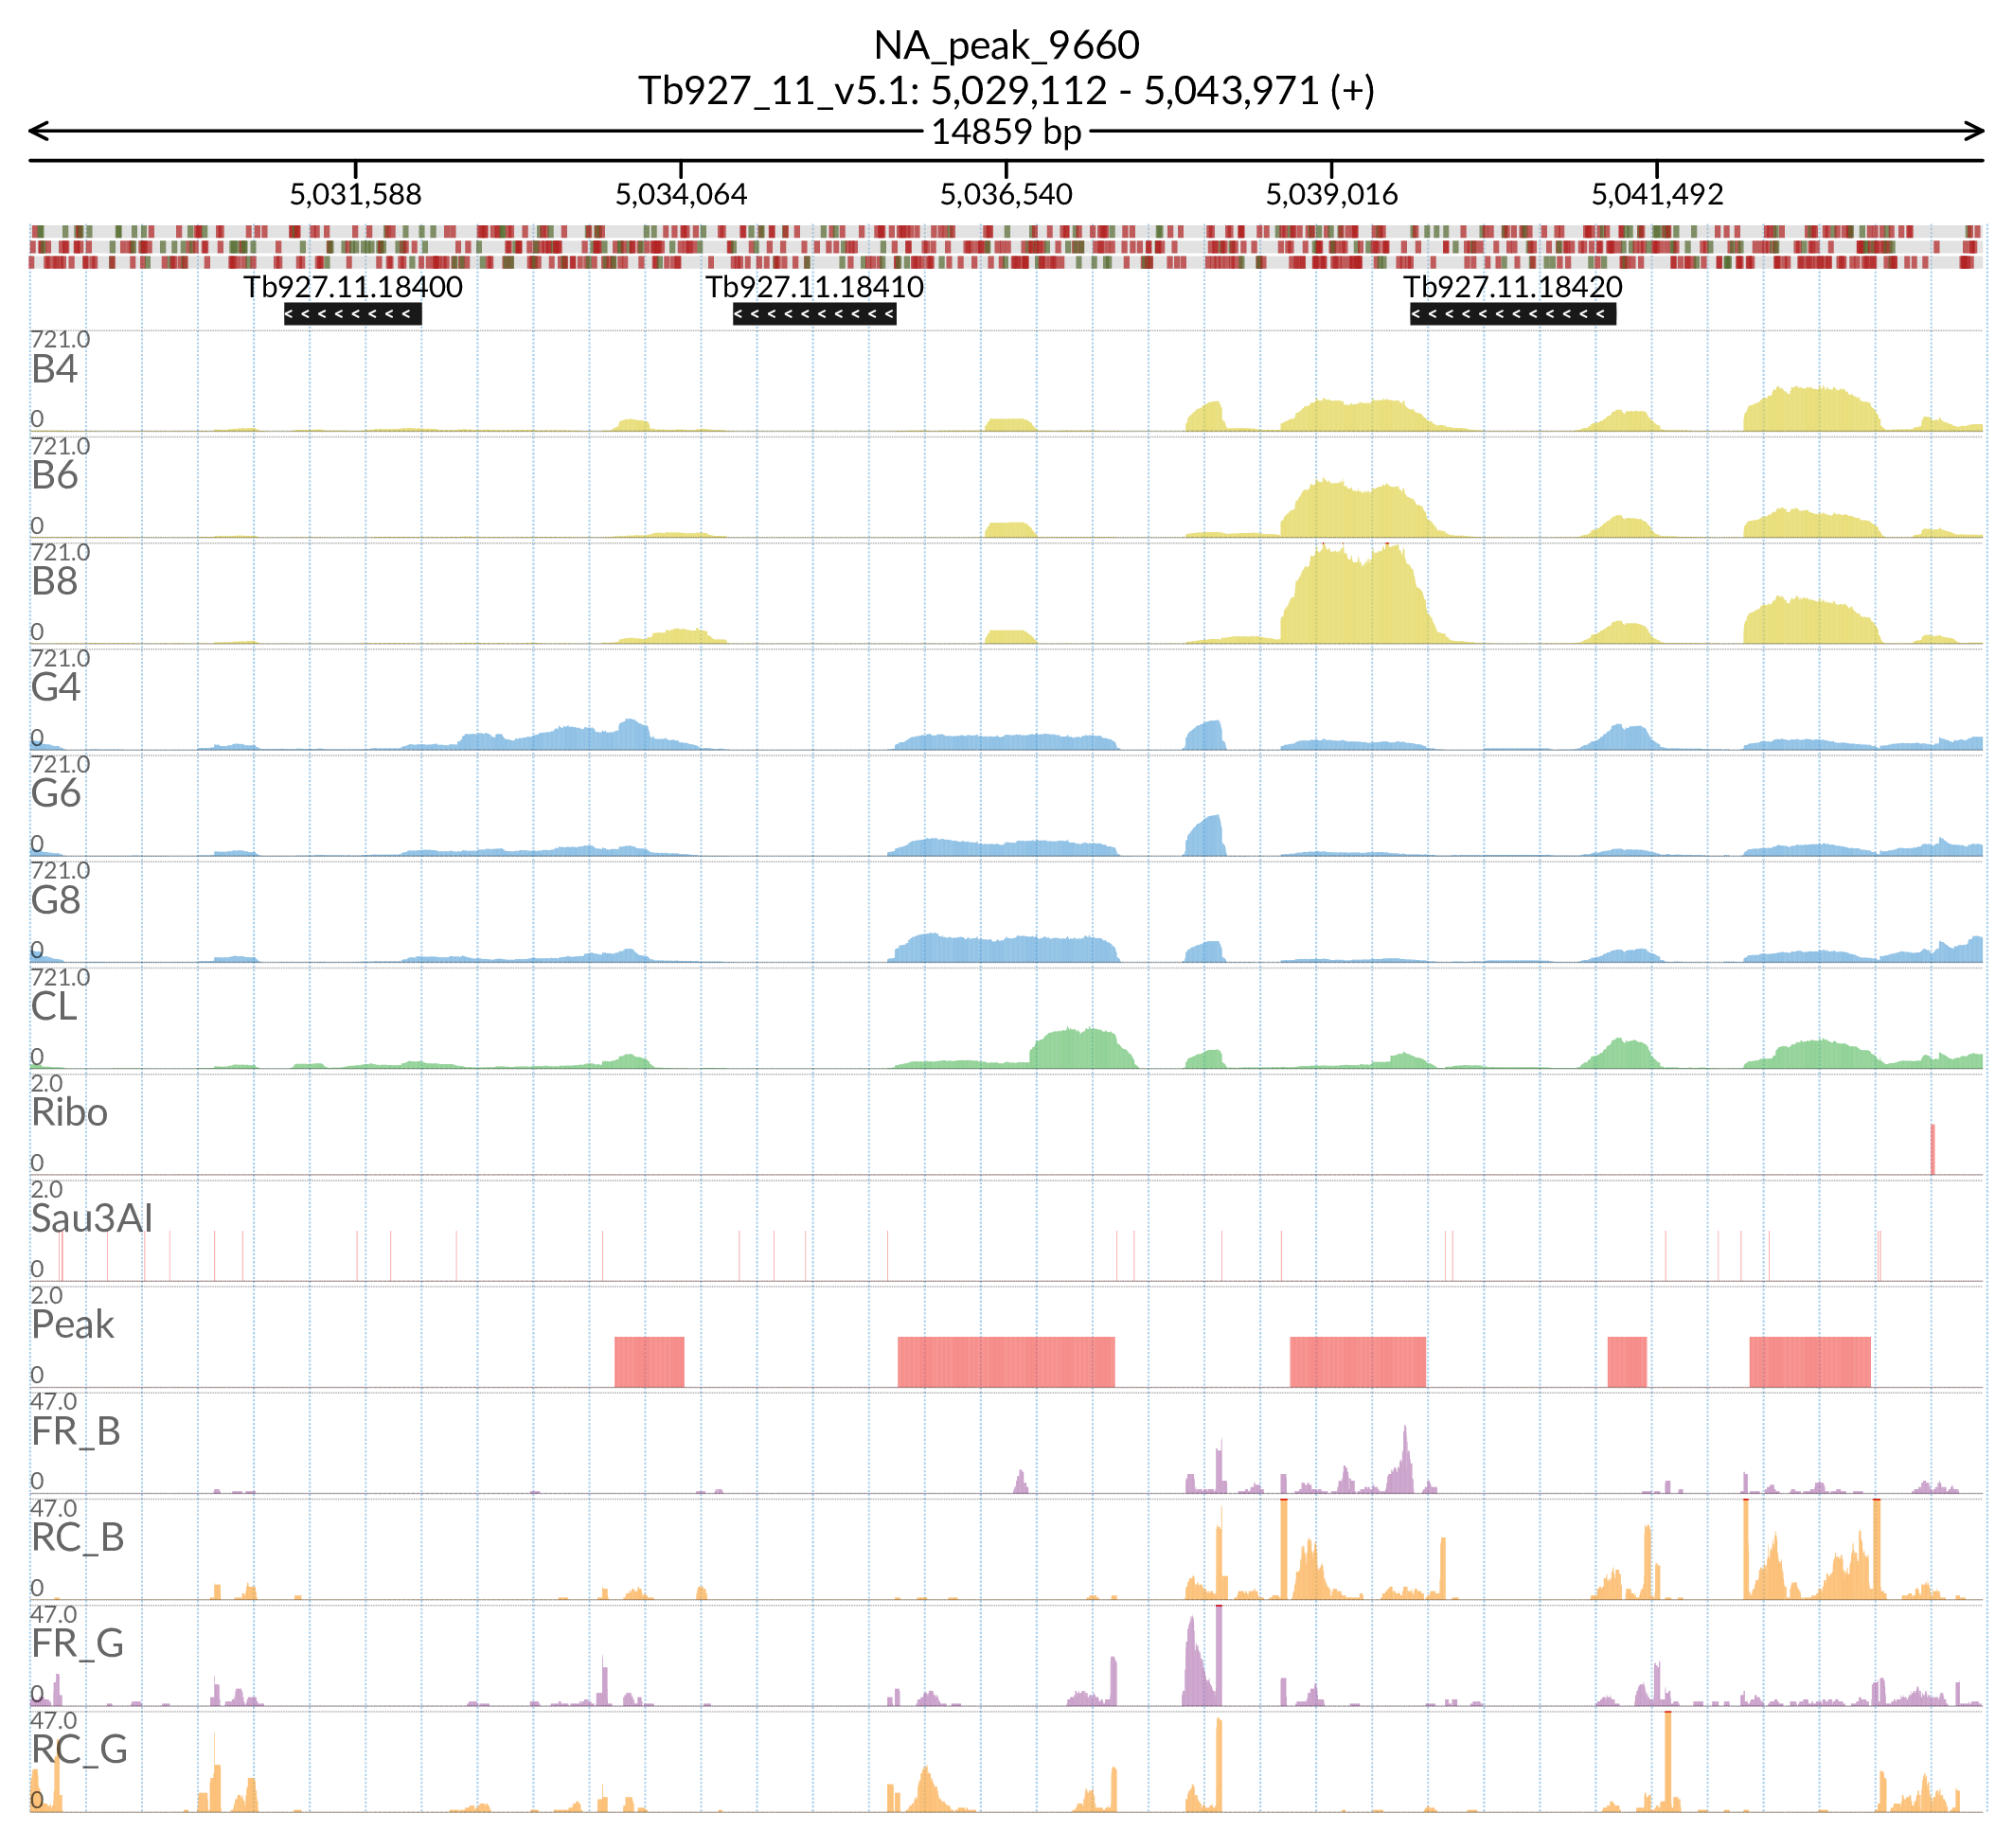 NA_peak_9660
Tb927_11_v5.1: 5,029,112 - 5,043,971 (+)
14859 bp
5,031,588 5,034,064 5,036,540 5,039,016 5,041,492
Tb927.11.18400 Tb927.11.18410 Tb927.11.18420
721.0
B4
0
721.0
B6
0
721.0
B8
0
721.0
G4
0
721.0
G6
0
721.0
G8
0
721.0
CL
0
2.0
Ribo
0
2.0
Sau3AI
0
2.0
Peak
0
47.0
FR_B
0
47.0
RC_B
0
47.0
FR_G
0
47.0
RC_G
0